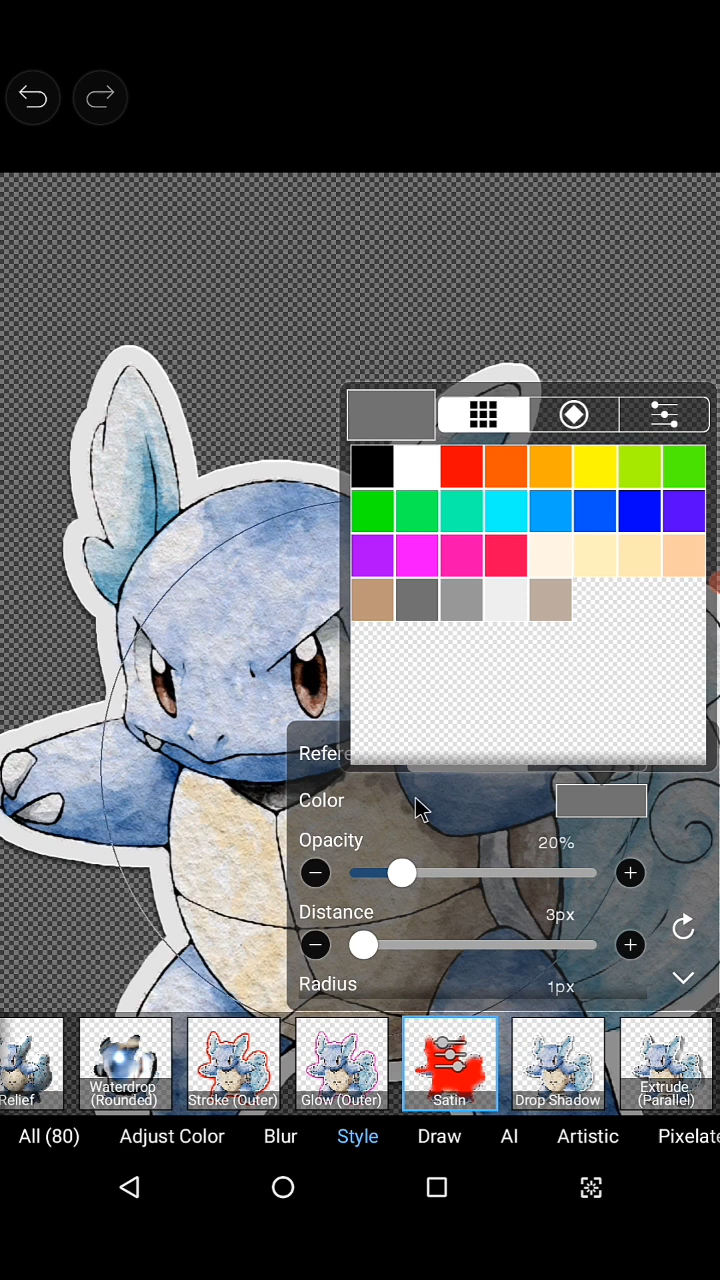 Refere
Color
Opacity 20%
Distance 3px
Radius 1px
Relief
Waterdrop
(Rounded)
Stroke (Outer)
Glow (Outer)
Satin
Drop Shadow
Extrude
(Parallel)
All (80) Adjust Color Blur Style Draw AI Artistic Pixelate